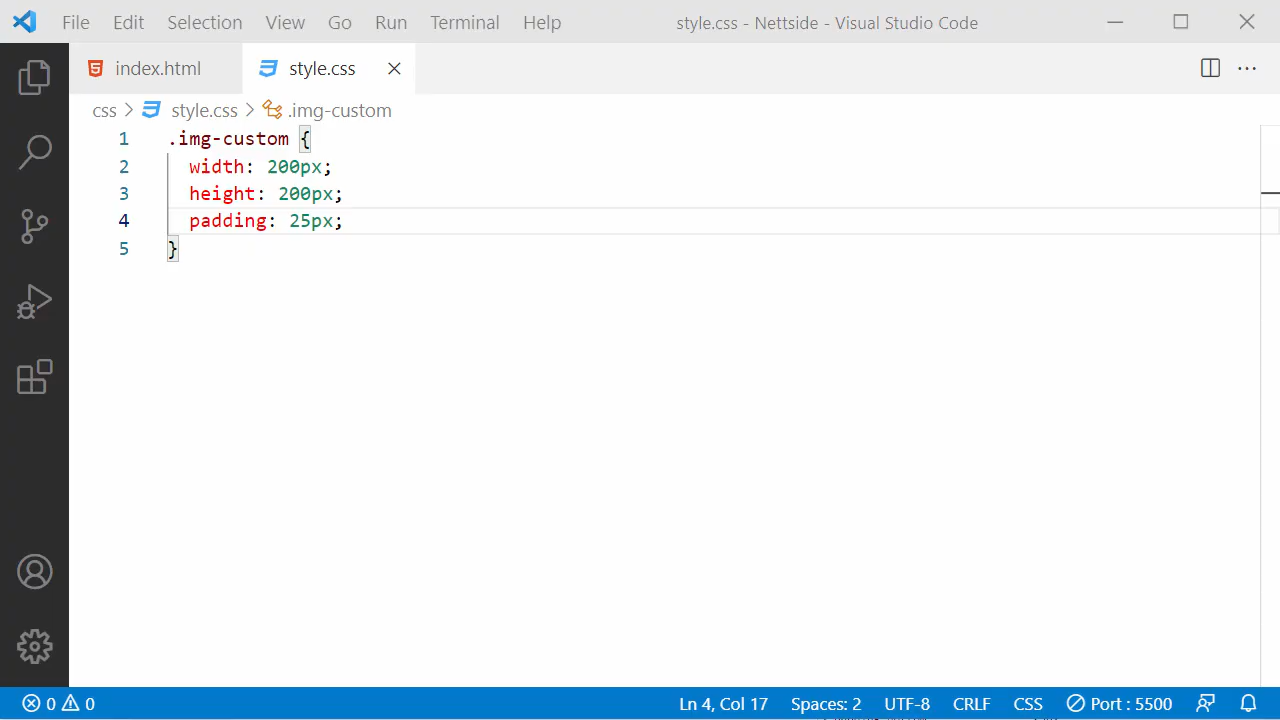 File Edit Selection View Go Run Terminal Help style.css - Nettside - Visual Studio Code
index.html style.css
css > style.css > .img-custom
1 .img-custom {
2 width: 200px;
3 height: 200px;
4 padding: 25px;
5 }
0 0 Ln 4, Col 17 Spaces: 2 UTF-8 CRLF CSS Port : 5500